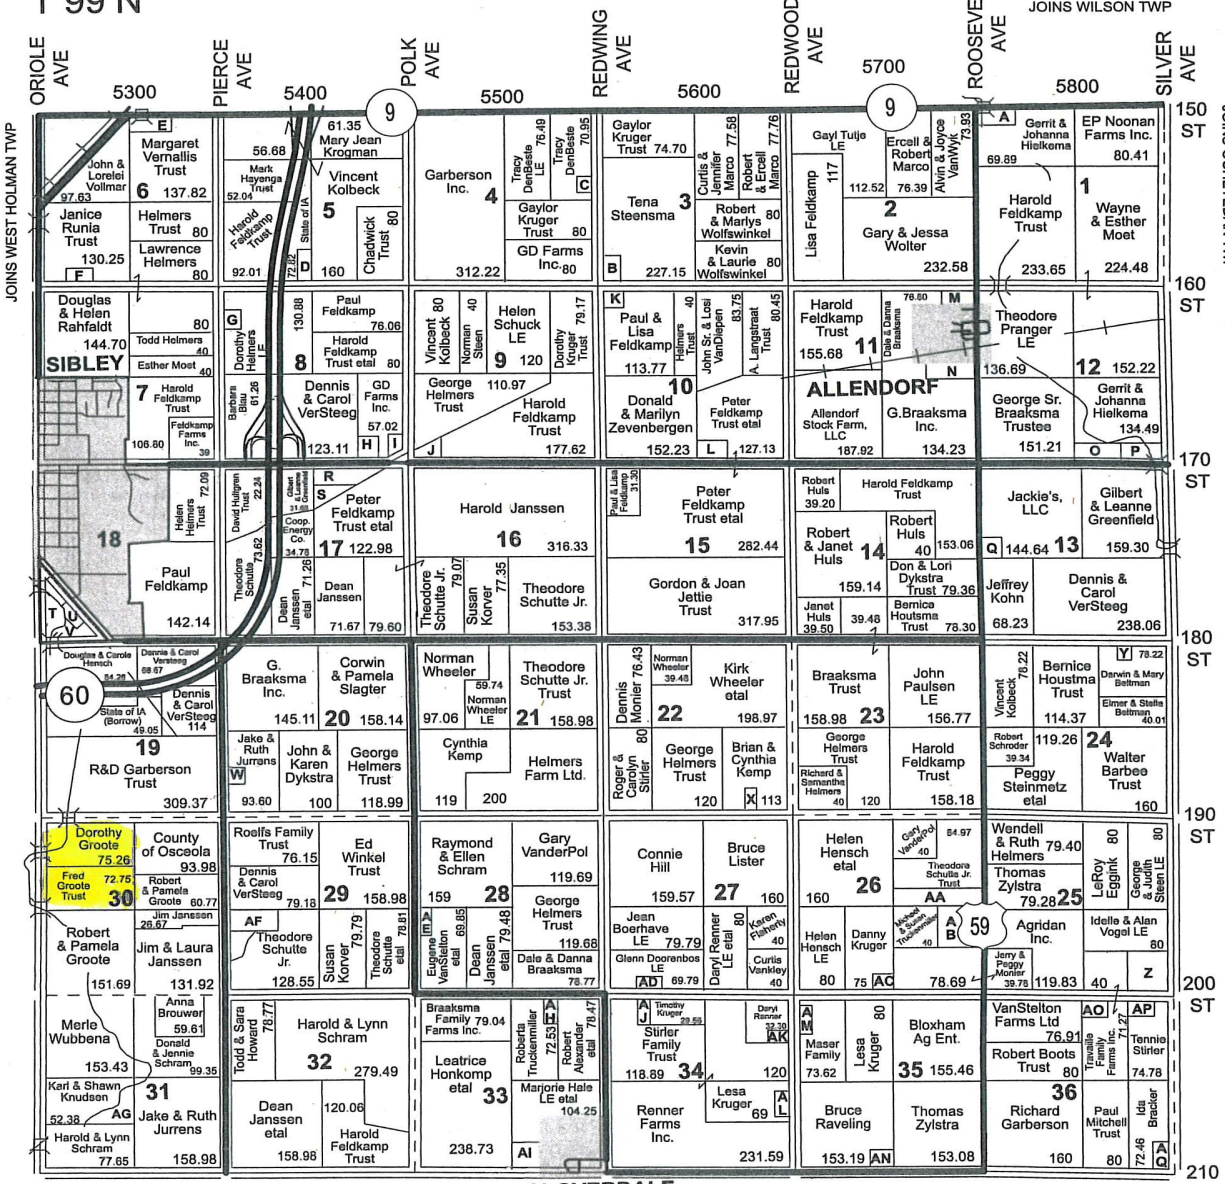 T 99 N
JOINS WILSON TWP
ORIOLE AVE
PIERCE AVE
POLK AVE
REDWING AVE
REDWOOD AVE
ROOSEVE AVE
SILVER AVE
5300
5400
5500
5600
5700
5800
JOINS WEST HOLMAN TWP
9
9
150 ST
E
Margaret Vernallis Trust
6 137.82
John & Lorelei Vollmar
97.63
Janice Runia Trust
130.25
F
Helmers Trust 80
Lawrence Helmers
80
56.68
61.35
Mary Jean Krogman
Mark Hayenga Trust
52.04
Harold Feldkamp Trust
92.01
State of IA
72.82
D
Vincent Kolbeck
5
160
Chadwick Trust 80
Garberson Inc.
4
312.22
Tracy DenBeste LE 76.49
Tracy DenBeste 70.95
C
Gaylor Kruger Trust 80
GD Farms Inc. 80
Gaylor Kruger Trust 74.70
Tena Steensma
3
B
227.15
Curtis & Jennifer Marco 77.58
Robert & Ercell Marco 77.76
Robert & Marlys Wolfswinkel 80
Kevin & Laurie Wolfswinkel 80
Gayl Tutje LE
117
Lisa Feldkamp
112.52
Ercell & Robert Marco
76.39
Alvin & Joyce VanWyk 73.93
2
Gary & Jessa Wolter
232.58
A
69.89
Gerrit & Johanna Hielkema
EP Noonan Farms Inc.
80.41
Harold Feldkamp Trust
233.65
1
Wayne & Esther Moet
224.48
160 ST
Douglas & Helen Rahfaldt
144.70
SIBLEY
80
Todd Helmers
40
Esther Moet 40
7
Harold Feldkamp Trust
106.80
Feldkamp Farms Inc.
39
G
Dorothy Helmers LE
130.88
Barbara Blau 61.26
8
Paul Feldkamp
76.06
Harold Feldkamp Trust etal 80
Dennis & Carol VerSteeg
123.11
GD Farms Inc.
57.02
H
I
Vincent Kolbeck 80
Norman Steen 40
Helen Schuck LE
9 120
Dorothy Kruger Trust 79.17
George Helmers Trust
110.97
J
Harold Feldkamp Trust
177.62
K
Paul & Lisa Feldkamp
113.77
Helmers Trust 40
John Sr. & Losi VanDiepen 83.75
A. Langstraat Trust 80.45
10
Donald & Marilyn Zevenbergen
152.23
Peter Feldkamp Trust etal
L
127.13
Harold Feldkamp Trust
155.68
11
Dale & Danna Braaksma
76.80
M
N
ALLENDORF
Allendorf Stock Farm, LLC
187.92
G.Braaksma Inc.
134.23
Theodore Pranger LE
136.69
12 152.22
George Sr. Braaksma Trustee
151.21
Gerrit & Johanna Hielkema
134.49
O
P
170 ST
18
Helen Helmers Trust 72.09
Paul Feldkamp
142.14
T
U
V
David Hultgren Trust 22.24
Gilbert & Leanne Greenfield
31.68
R
S
Coop. Energy Co.
34.78
Peter Feldkamp Trust etal
17 122.98
Theodore Schutte 73.62
Dean Janssen etal 71.26
Dean Janssen
71.67 79.60
Harold Janssen
16 316.33
Theodore Schutte Jr. 79.07
Susan Korver 77.35
Theodore Schutte Jr.
153.38
Paul & Lisa Feldkamp 31.30
Peter Feldkamp Trust etal
15 282.44
Gordon & Joan Jettie Trust
317.95
Robert Huls
39.20
Harold Feldkamp Trust
153.06
Robert & Janet Huls
159.14
14
Robert Huls
40
Don & Lori Dykstra Trust 79.36
Janet Huls
39.50
39.48
Bernice Houtsma Trust
78.30
Jackie's, LLC
Q
144.64
13
Gilbert & Leanne Greenfield
159.30
Jeffrey Kohn
68.23
Dennis & Carol VerSteeg
238.06
180 ST
60
Douglas & Carole Hensch
84.28
Dennis & Carol Versteeg
68.67
State of IA (Borrow)
49.05
Dennis & Carol VerSteeg
114
19
R&D Garberson Trust
309.37
G. Braaksma Inc.
145.11
20
Corwin & Pamela Slagter
158.14
Jake & Ruth Jurrans
W
93.60
John & Karen Dykstra
100
George Helmers Trust
118.99
Norman Wheeler
97.06
59.74
Norman Wheeler LE
21
Theodore Schutte Jr. Trust
158.98
Cynthia Kemp
119
200
Helmers Farm Ltd.
Dennis Monier 76.43
Norman Wheeler
39.48
22
Kirk Wheeler etal
198.97
Roger & Carolyn Stirler 80
George Helmers Trust
120
Brian & Cynthia Kemp
X 113
Braaksma Trust
158.98
23
John Paulsen LE
156.77
George Helmers Trust
Richard & Samantha Helmers
40
120
Harold Feldkamp Trust
158.18
Vincent Kolbeck 78.22
Bernice Houstma Trust
114.37
Y
78.22
Darwin & Mary Beltman
Elmer & Stella Beltman
40.01
Robert Schroder
39.34
119.26
24
Peggy Steinmetz etal
Walter Barbee Trust
160
190 ST
Dorothy Groote
75.26
Fred Groote Trust
72.75
30
County of Osceola
93.98
Robert & Pamela Groote 60.77
Jim Janssen
26.67
Robert & Pamela Groote
151.69
Jim & Laura Janssen
131.92
Roelfs Family Trust
76.15
Dennis & Carol VerSteeg
79.18
29
Ed Winkel Trust
158.98
AF
Theodore Schutte Jr.
128.55
Susan Korver 79.79
Theodore Schutte etal 78.81
Raymond & Ellen Schram
159
28
Gary VanderPol
119.69
AE
Eugene VanStelton etal 69.85
Dean Janssen etal 79.48
George Helmers Trust
119.68
Dale & Danna Braaksma
78.77
Connie Hill
159.57
27
Bruce Lister
160
Jean Boerhave LE 79.79
Glenn Doorenbos LE
AD 69.79
Daryl Renner LE etal 80
Karen Flaherty
40
Curtis Vankley
40
Helen Hensch etal
160
26
Gary VanderPol
40
84.97
Theodore Schutte Jr. Trust
AA
Helen Hensch LE
80
Danny Kruger
75 AC
Michael & Susan Truckenmiller
40
AB
78.69
59
Wendell & Ruth Helmers 79.40
Thomas Zylstra
79.28
25
LeRoy Eggink 80
George & Judith Steen LE 80
Agridan Inc.
Jerry & Peggy Monier
39.78
119.83
Idelle & Alan Vogel LE
80
40
Z
200 ST
Merle Wubbena
153.43
Anna Brouwer
59.61
Donald & Jennie Schram
99.35
Karl & Shawn Knudsen
52.38
AG
31
Jake & Ruth Jurrens
158.98
Harold & Lynn Schram
77.65
Todd & Sara Howard 78.77
Harold & Lynn Schram
32
279.49
Dean Janssen etal
158.98
120.06
Harold Feldkamp Trust
Braaksma Family Farms Inc. 79.04
Roberta Truckenmiller 72.53
AH
Robert Alexander etal 78.47
Leatrice Honkomp etal
33
238.73
Marjorie Hale LE etal
104.25
AI
AJ
Timothy Kruger
29.56
Stirler Family Trust
118.89
34
Daryl Renner
32.30
AK
120
Lesa Kruger 69
AL
Renner Farms Inc.
231.59
AM
Maser Family
73.62
Lesa Kruger 80
35
Bloxham Ag Ent.
155.46
Bruce Raveling
153.19 AN
Thomas Zylstra
153.08
VanStelton Farms Ltd
76.91
AO
AP
Robert Boots Trust 80
Travaille Family Farms Inc. 71.27
Tennie Stirler
74.78
36
Richard Garberson
160
Paul Mitchell Trust
80
Ida Bracker
72.46
AQ
210